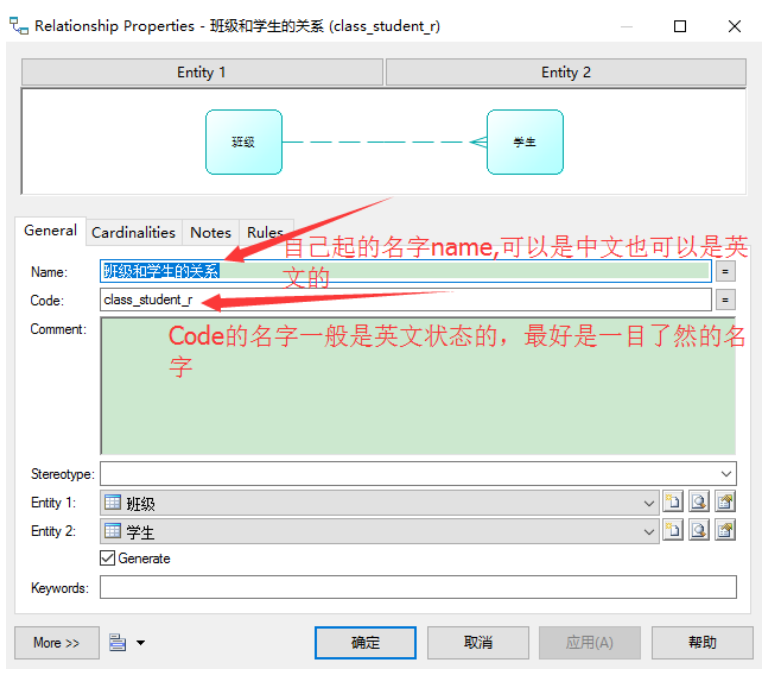 Relationship Properties - 班级和学生的关系 (class_student_r)
Entity 1
Entity 2
班级
学生
General
Cardinalities
Notes
Rules
自己起的名字name,可以是中文也可以是英
文的
Name:
班级和学生的关系
=
Code:
class_student_r
=
Comment:
Code的名字一般是英文状态的，最好是一目了然的名
字
Stereotype:
Entity 1:
班级
Entity 2:
学生
Generate
Keywords:
More >>
确定
取消
应用(A)
帮助